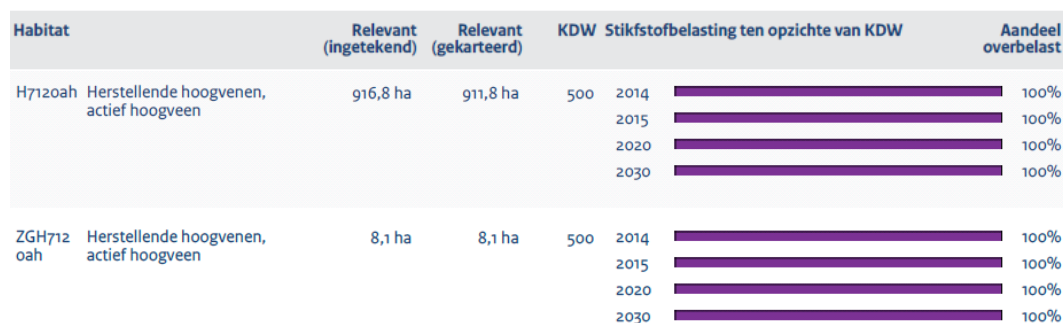 Habitat Relevant Relevant KDW Stikfstofbelasting ten opzichte van KDW Aandeel
(ingetekend) (gekarteerd) overbelast
H7120ah Herstellende hoogvenen, 916,8 ha 911,8 ha 500 2014 100%
actief hoogveen 2015 100%
2020 100%
2030 100%
ZGH712 Herstellende hoogvenen, 8,1 ha 8,1 ha 500 2014 100%
0ah actief hoogveen 2015 100%
2020 100%
2030 100%